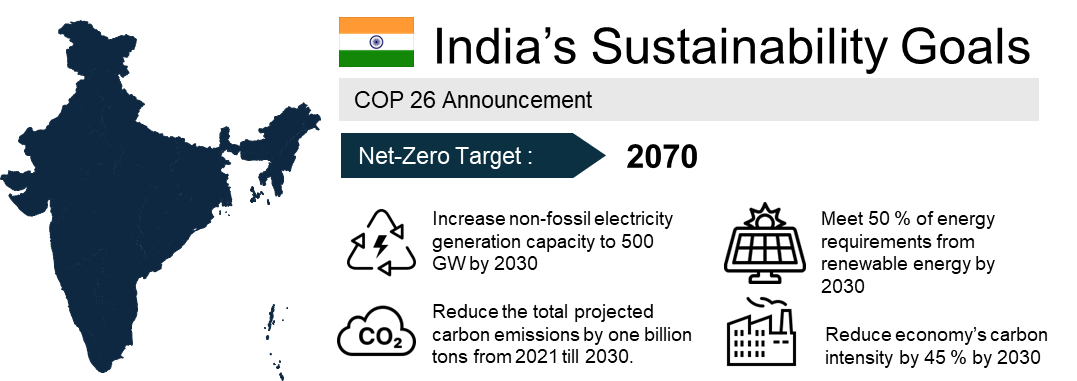 India’s Sustainability Goals
COP 26 Announcement
Net-Zero Target :
2070
Increase non-fossil electricity
generation capacity to 500
GW by 2030
Meet 50 % of energy
requirements from
renewable energy by
2030
CO₂
Reduce the total projected
carbon emissions by one billion
tons from 2021 till 2030.
Reduce economy’s carbon
intensity by 45 % by 2030